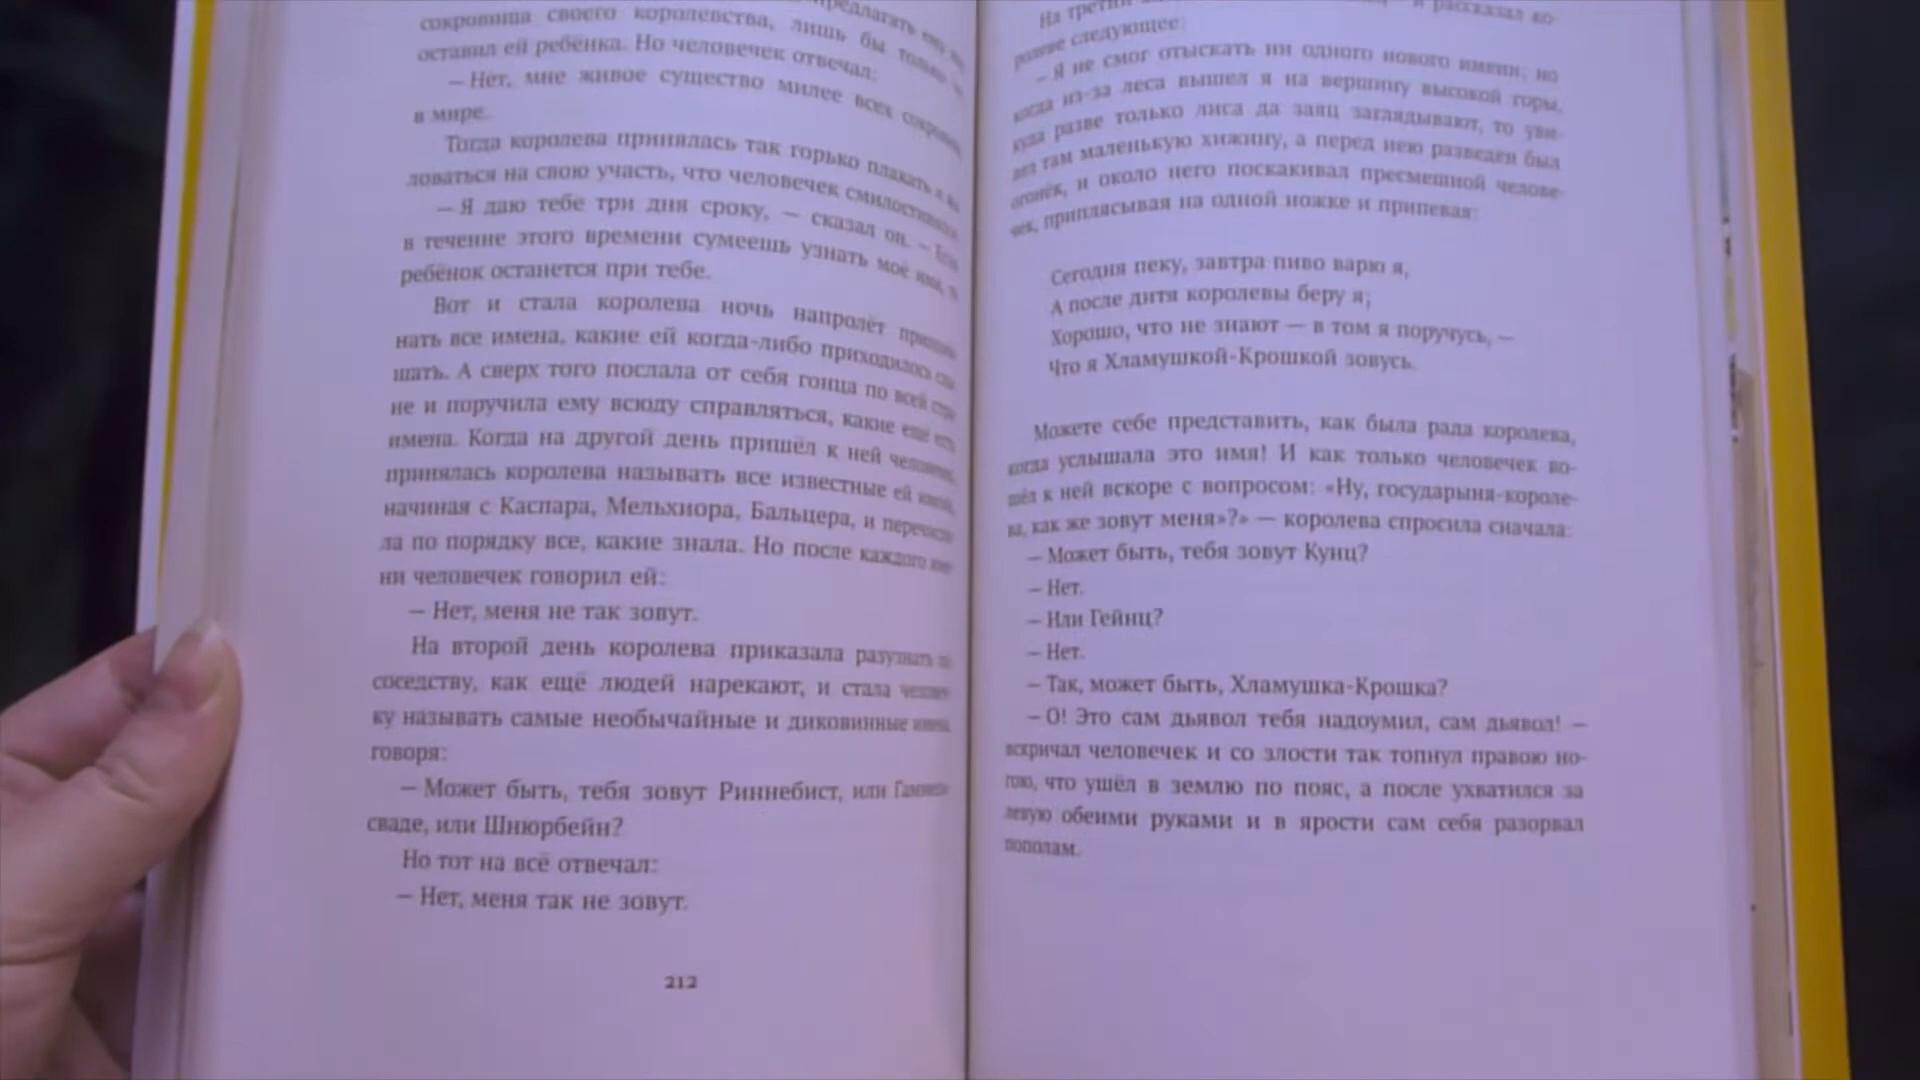 сокровища своего королевства, лишь бы только
оставил ей ребёнка. Но человечек отвечал:
— Нет, мне живое существо милее всех сокровищ
в мире.
Тогда королева принялась так горько плакать и
ловаться на свою участь, что человечек смилостивился
— Я даю тебе три дня сроку, — сказал он. — Если
в течение этого времени сумеешь узнать моё имя,
ребёнок останется при тебе.
Вот и стала королева ночь напролёт
нать все имена, какие ей когда-либо приходилось
шать. А сверх того послала от себя гонца по всей
не и поручила ему всюду справляться, какие ещё
имена. Когда на другой день пришёл к ней человечек,
принялась королева называть все известные ей
начиная с Каспара, Мельхиора, Бальцера, и
ла по порядку все, какие знала. Но после каждого
ни человечек говорил ей:
— Нет, меня не так зовут.
На второй день королева приказала разузнать
соседству, как ещё людей нарекают, и стала
ку называть самые необычайные и диковинные
говоря:
— Может быть, тебя зовут Риннебист, или
сваде, или Шнюрбейн?
Но тот на всё отвечал:
— Нет, меня так не зовут.
212
На третий — и рассказал ко-
ролеве следующее:
— Я не смог отыскать ни одного нового имени, но
когда из-за леса вышел я на вершину высокой горы,
куда разве только лиса да заяц заглядывают, то уви-
дел там маленькую хижину, а перед нею разведён был
огонёк, и около него поскакивал пресмешной челове-
чек, приплясывая на одной ножке и припевая:
Сегодня пеку, завтра пиво варю я,
А после дитя королевы беру я;
Хорошо, что не знают — в том я поручусь, —
Что я Хламушкой-Крошкой зовусь.
Можете себе представить, как была рада королева,
когда услышала это имя! И как только человечек во-
шёл к ней вскоре с вопросом: «Ну, государыня-короле-
ва, как же зовут меня»?» — королева спросила сначала:
— Может быть, тебя зовут Кунц?
— Нет.
— Или Гейнц?
— Нет.
— Так, может быть, Хламушка-Крошка?
— О! Это сам дьявол тебя надоумил, сам дьявол! —
вскричал человечек и со злости так топнул правою но-
гою, что ушёл в землю по пояс, а после ухватился за
левую обеими руками и в ярости сам себя разорвал
пополам.